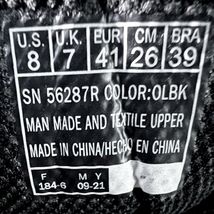 U.S. U.K. EUR CM BRA
8 7 41 26 39
SN 56287R COLOR:OLBK
MAN MADE AND TEXTILE UPPER
MADE IN CHINA/HECHO EN CHINA
F M Y
184-6 09-21